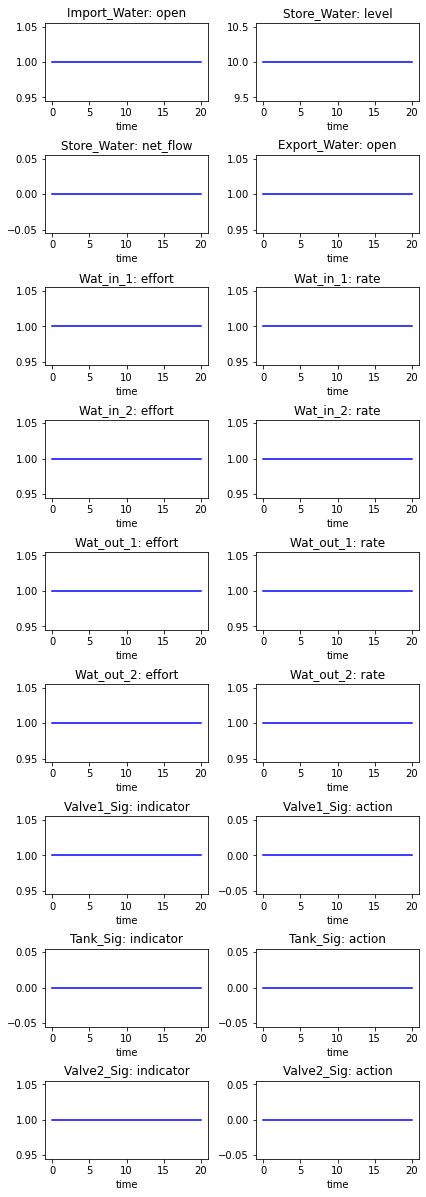 Import_Water: open
Store_Water: level
1.05
1.00
0.95
0 5 10 15 20
time
10.5
10.0
9.5
0 5 10 15 20
time
Store_Water: net_flow
Export_Water: open
0.05
0.00
−0.05
0 5 10 15 20
time
1.05
1.00
0.95
0 5 10 15 20
time
Wat_in_1: effort
Wat_in_1: rate
1.05
1.00
0.95
0 5 10 15 20
time
1.05
1.00
0.95
0 5 10 15 20
time
Wat_in_2: effort
Wat_in_2: rate
1.05
1.00
0.95
0 5 10 15 20
time
1.05
1.00
0.95
0 5 10 15 20
time
Wat_out_1: effort
Wat_out_1: rate
1.05
1.00
0.95
0 5 10 15 20
time
1.05
1.00
0.95
0 5 10 15 20
time
Wat_out_2: effort
Wat_out_2: rate
1.05
1.00
0.95
0 5 10 15 20
time
1.05
1.00
0.95
0 5 10 15 20
time
Valve1_Sig: indicator
Valve1_Sig: action
1.05
1.00
0.95
0 5 10 15 20
time
0.05
0.00
−0.05
0 5 10 15 20
time
Tank_Sig: indicator
Tank_Sig: action
0.05
0.00
−0.05
0 5 10 15 20
time
0.05
0.00
−0.05
0 5 10 15 20
time
Valve2_Sig: indicator
Valve2_Sig: action
1.05
1.00
0.95
0 5 10 15 20
time
0.05
0.00
−0.05
0 5 10 15 20
time